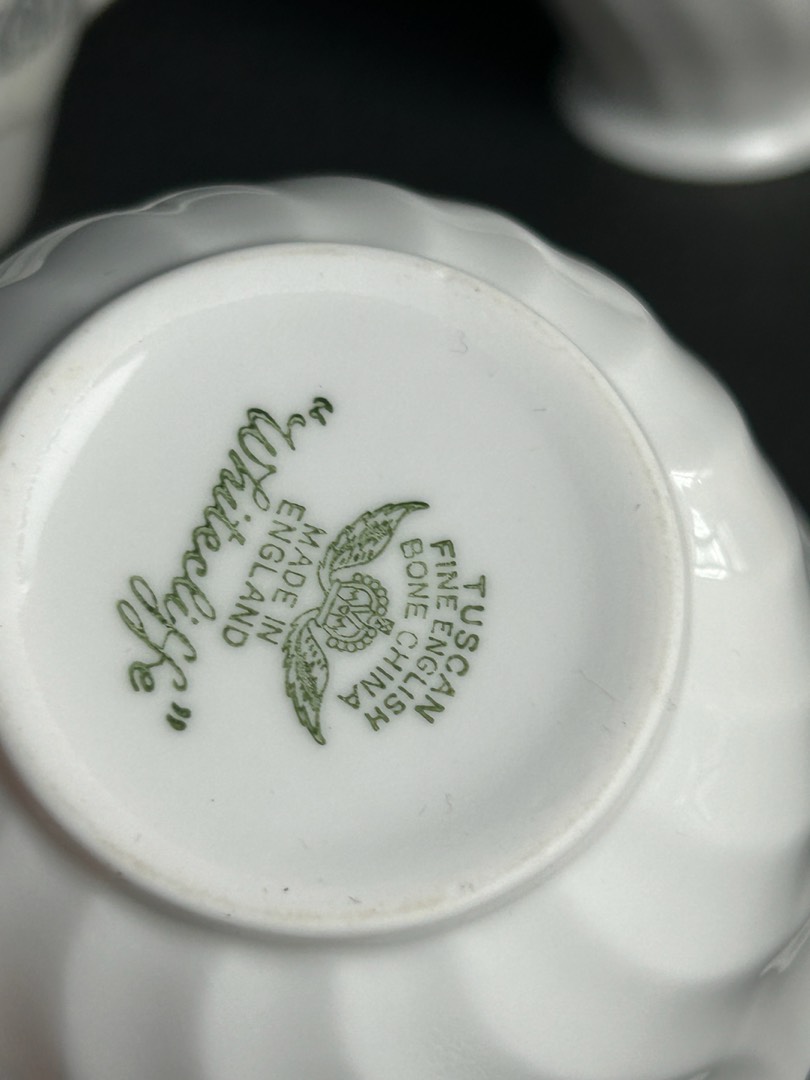 TUSCAN
FINE ENGLISH
BONE CHINA
MADE IN
ENGLAND
"Whitecliffe"